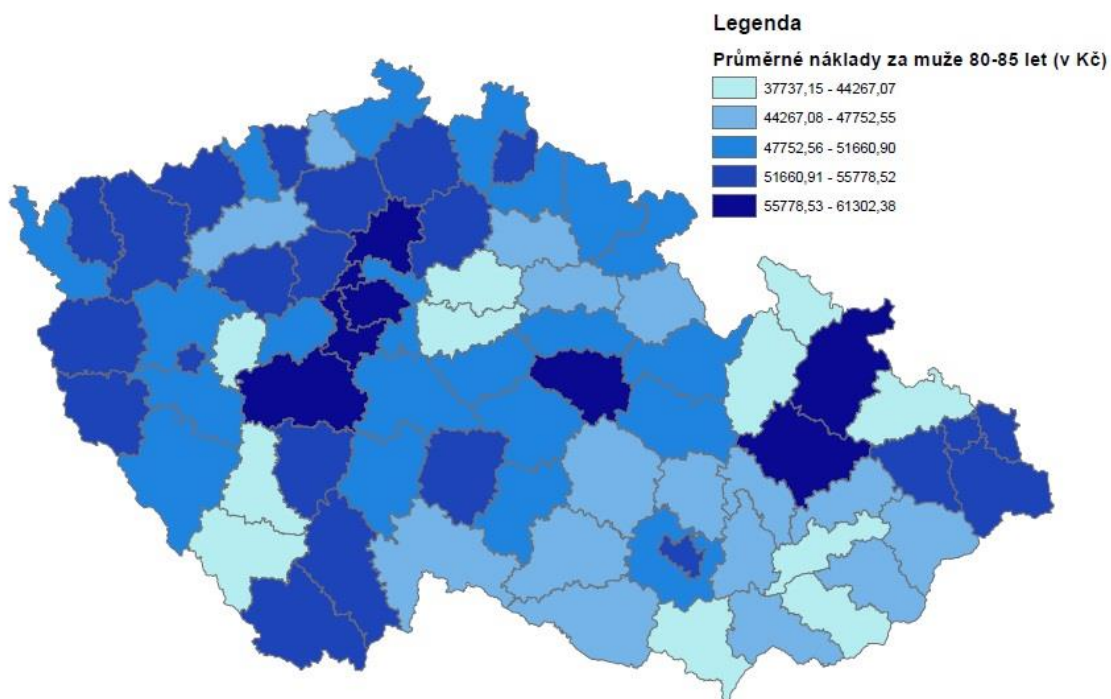 Legenda
Průměrné náklady za muže 80-85 let (v Kč)
37737,15 - 44267,07
44267,08 - 47752,55
47752,56 - 51660,90
51660,91 - 55778,52
55778,53 - 61302,38